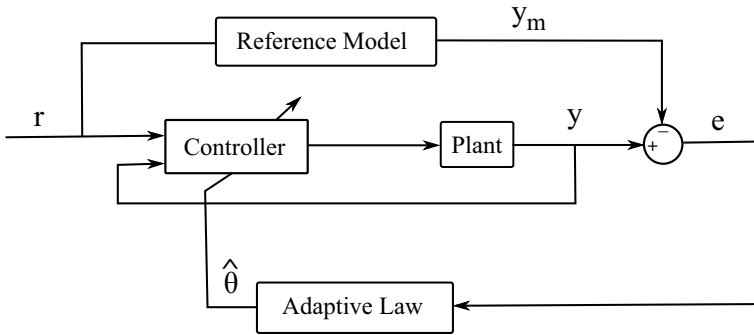 Reference Model
y_m
r
Controller
Plant
y
−
+
e
θ̂
Adaptive Law